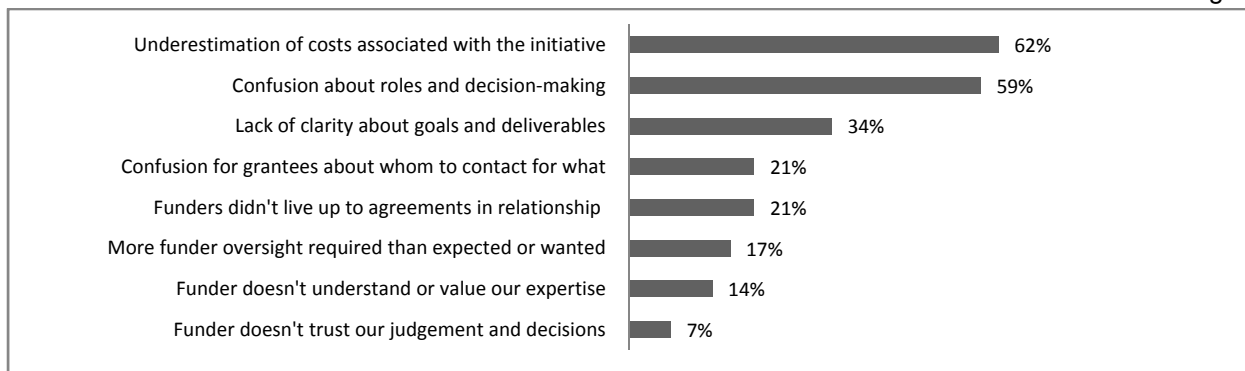 Underestimation of costs associated with the initiative 62%
Confusion about roles and decision-making 59%
Lack of clarity about goals and deliverables 34%
Confusion for grantees about whom to contact for what 21%
Funders didn't live up to agreements in relationship 21%
More funder oversight required than expected or wanted 17%
Funder doesn't understand or value our expertise 14%
Funder doesn't trust our judgement and decisions 7%